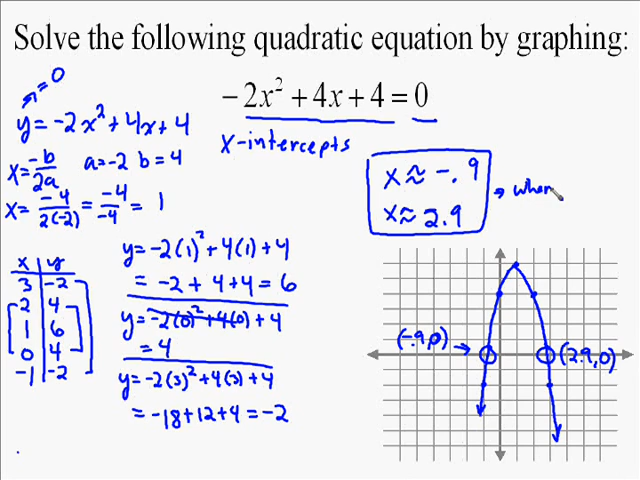 Solve the following quadratic equation by graphing:
-2x² + 4x + 4 = 0
x-intercepts
y = 0
y = -2x² + 4x + 4
x = -b/2a a = -2 b = 4
x = -4/2(-2) = -4/-4 = 1
x ≈ -.9
x ≈ 2.9
→ when
y = -2(1)² + 4(1) + 4
= -2 + 4 + 4 = 6
y = -2(0)² + 4(0) + 4
= 4
y = -2(3)² + 4(3) + 4
= -18 + 12 + 4 = -2
x y
3 -2
2 4
1 6
0 4
-1 -2
(-.9,0) →
(2.9,0)